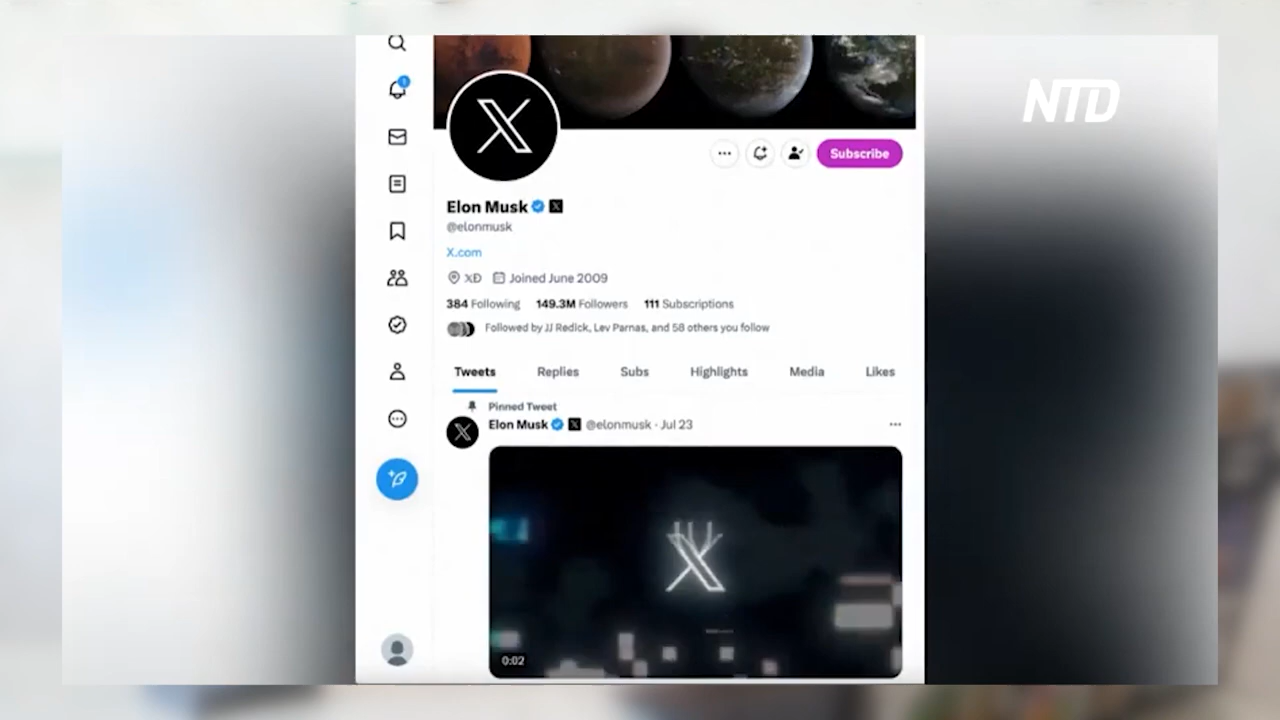 NTD
1
X
Subscribe
Elon Musk X
@elonmusk
X.com
XĐ Joined June 2009
384 Following 149.3M Followers 111 Subscriptions
Followed by JJ Redick, Lev Parnas, and 58 others you follow
Tweets Replies Subs Highlights Media Likes
Pinned Tweet
X Elon Musk X @elonmusk · Jul 23
X
0:02